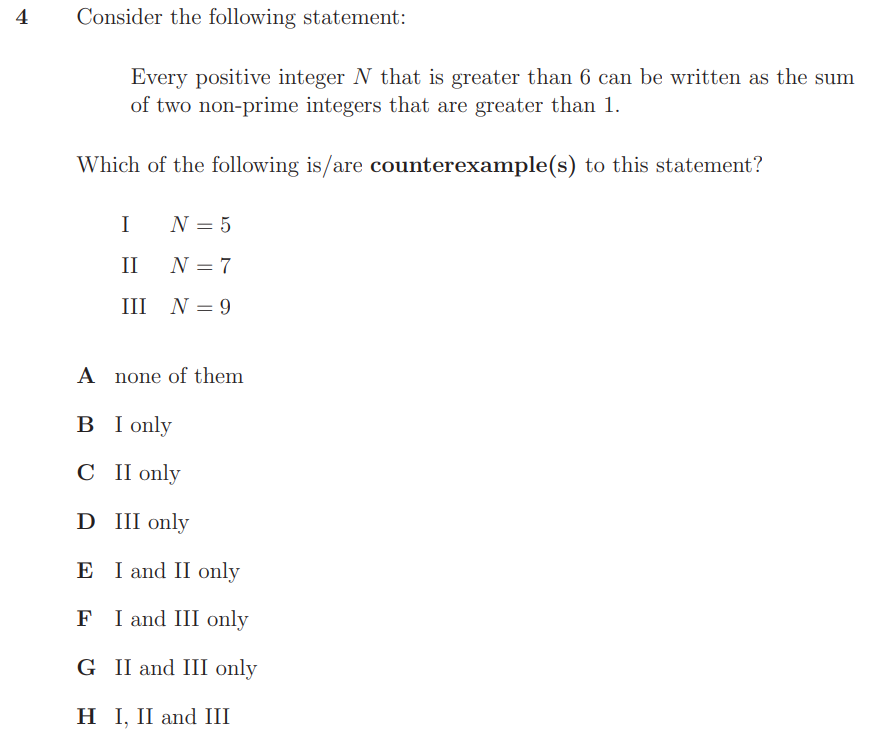 4 Consider the following statement:
Every positive integer N that is greater than 6 can be written as the sum
of two non-prime integers that are greater than 1.
Which of the following is/are counterexample(s) to this statement?
I N = 5
II N = 7
III N = 9
A none of them
B I only
C II only
D III only
E I and II only
F I and III only
G II and III only
H I, II and III